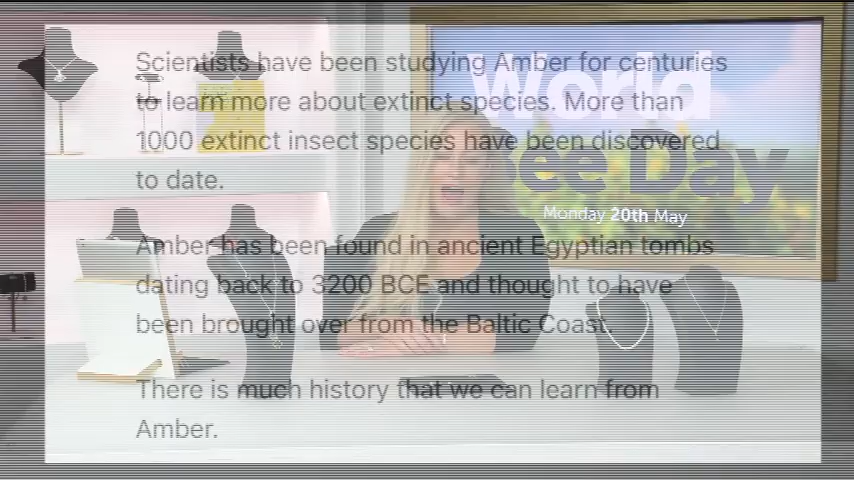 Scientists have been studying Amber for centuries
to learn more about extinct species. More than
1000 extinct insect species have been discovered
to date.
Amber has been found in ancient Egyptian tombs
dating back to 3200 BCE and thought to have
been brought over from the Baltic Coast.
There is much history that we can learn from
Amber.
World
Bee Day
Monday 20th May